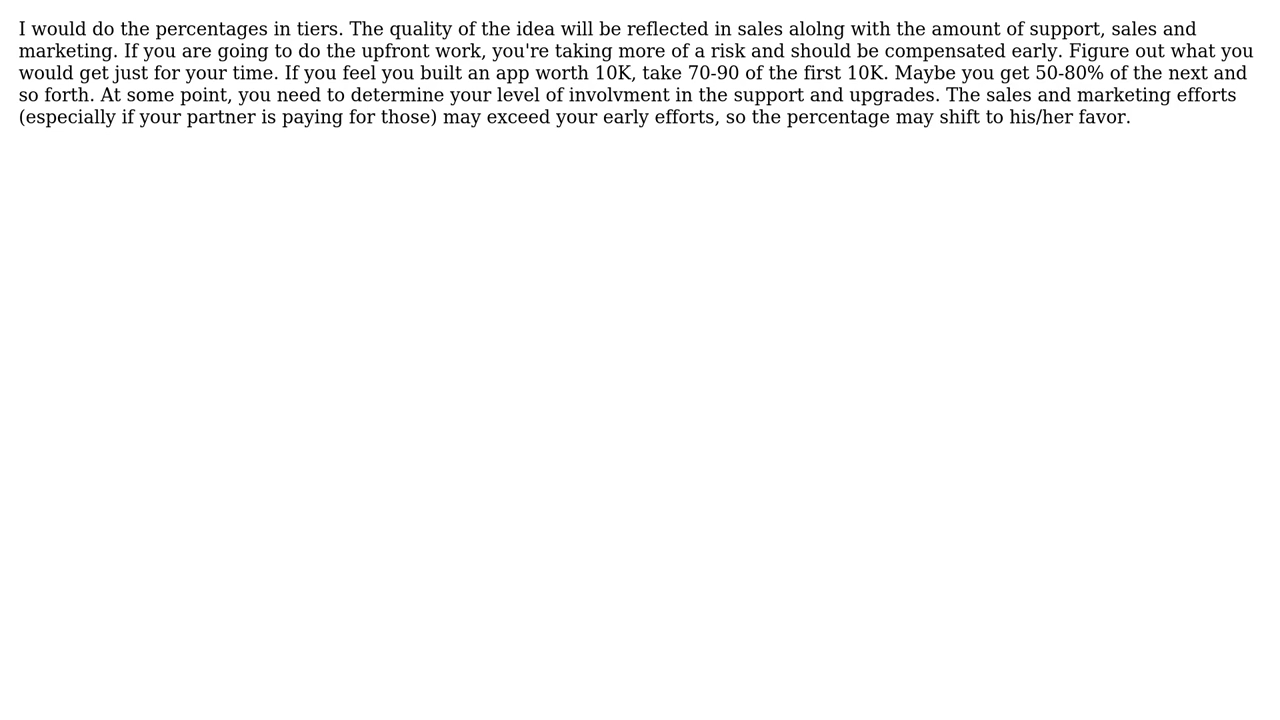 I would do the percentages in tiers. The quality of the idea will be reflected in sales alolng with the amount of support, sales and
marketing. If you are going to do the upfront work, you're taking more of a risk and should be compensated early. Figure out what you
would get just for your time. If you feel you built an app worth 10K, take 70-90 of the first 10K. Maybe you get 50-80% of the next and
so forth. At some point, you need to determine your level of involvment in the support and upgrades. The sales and marketing efforts
(especially if your partner is paying for those) may exceed your early efforts, so the percentage may shift to his/her favor.